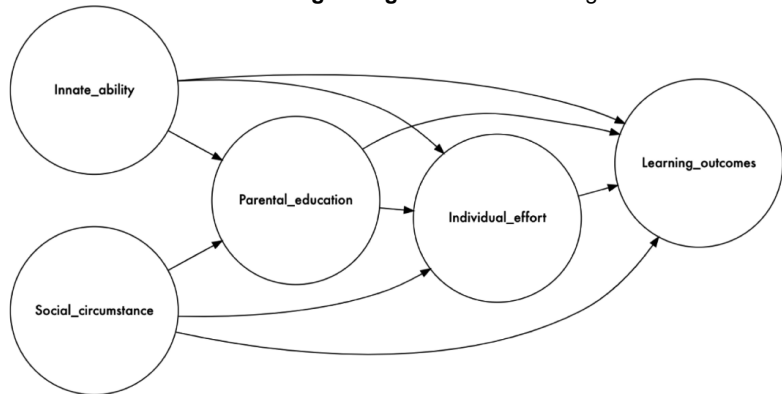 Innate_ability
Parental_education
Individual_effort
Learning_outcomes
Social_circumstance